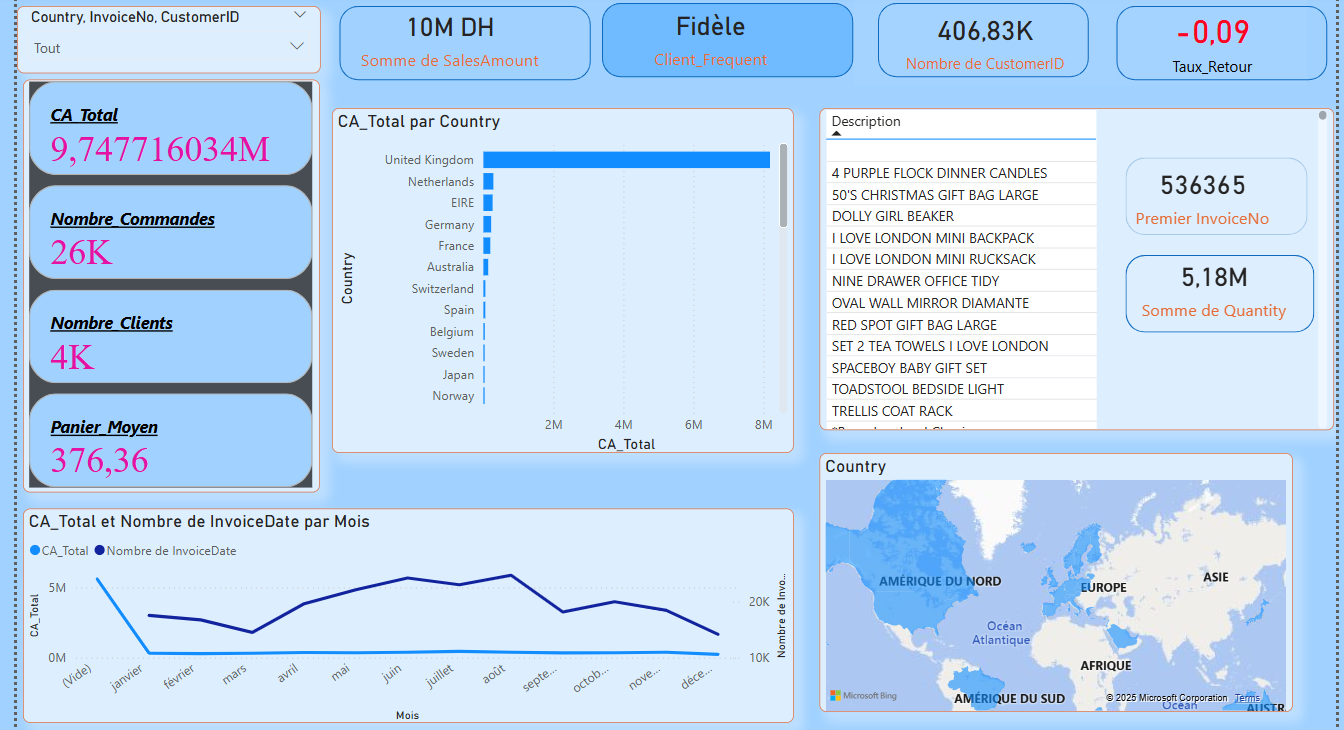 Country, InvoiceNo, CustomerID
Tout
10M DH
Somme de SalesAmount
Fidèle
Client_Frequent
406,83K
Nombre de CustomerID
-0,09
Taux_Retour
CA_Total
9,747716034M
Nombre_Commandes
26K
Nombre_Clients
4K
Panier_Moyen
376,36
CA_Total par Country
Country
United Kingdom
Netherlands
EIRE
Germany
France
Australia
Switzerland
Spain
Belgium
Sweden
Japan
Norway
2M 4M 6M 8M
CA_Total
Description
4 PURPLE FLOCK DINNER CANDLES
50'S CHRISTMAS GIFT BAG LARGE
DOLLY GIRL BEAKER
I LOVE LONDON MINI BACKPACK
I LOVE LONDON MINI RUCKSACK
NINE DRAWER OFFICE TIDY
OVAL WALL MIRROR DIAMANTE
RED SPOT GIFT BAG LARGE
SET 2 TEA TOWELS I LOVE LONDON
SPACEBOY BABY GIFT SET
TOADSTOOL BEDSIDE LIGHT
TRELLIS COAT RACK
536365
Premier InvoiceNo
5,18M
Somme de Quantity
CA_Total et Nombre de InvoiceDate par Mois
CA_Total Nombre de InvoiceDate
CA_Total
5M
0M
20K
10K
Nombre de Invo...
(Vide) janvier février mars avril mai juin juillet août septe... octob... nove... déce...
Mois
Country
AMÉRIQUE DU NORD
EUROPE
ASIE
Océan
Atlantique
AFRIQUE
AMÉRIQUE DU SUD
Océan
AUSTR
Microsoft Bing
© 2025 Microsoft Corporation Terms